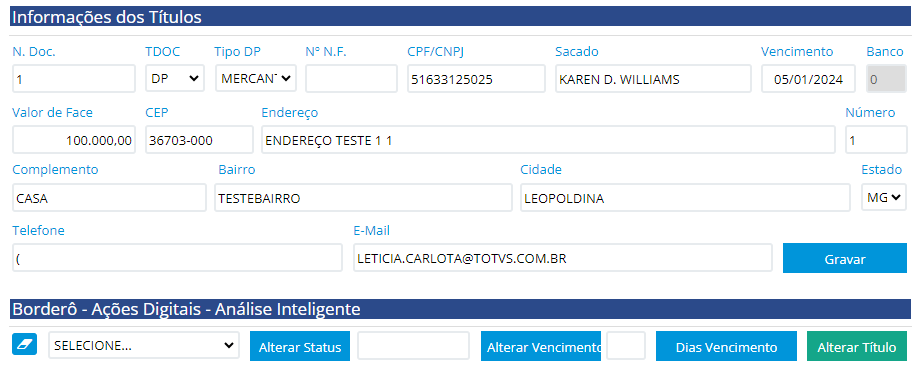 Informações dos Títulos
N. Doc. TDOC Tipo DP Nº N.F. CPF/CNPJ Sacado Vencimento Banco
1 DP MERCANT 51633125025 KAREN D. WILLIAMS 05/01/2024 0
Valor de Face CEP Endereço Número
100.000,00 36703-000 ENDEREÇO TESTE 1 1 1
Complemento Bairro Cidade Estado
CASA TESTEBAIRRO LEOPOLDINA MG
Telefone E-Mail
( LETICIA.CARLOTA@TOTVS.COM.BR Gravar
Borderô - Ações Digitais - Análise Inteligente
SELECIONE... Alterar Status Alterar Vencimento Dias Vencimento Alterar Título